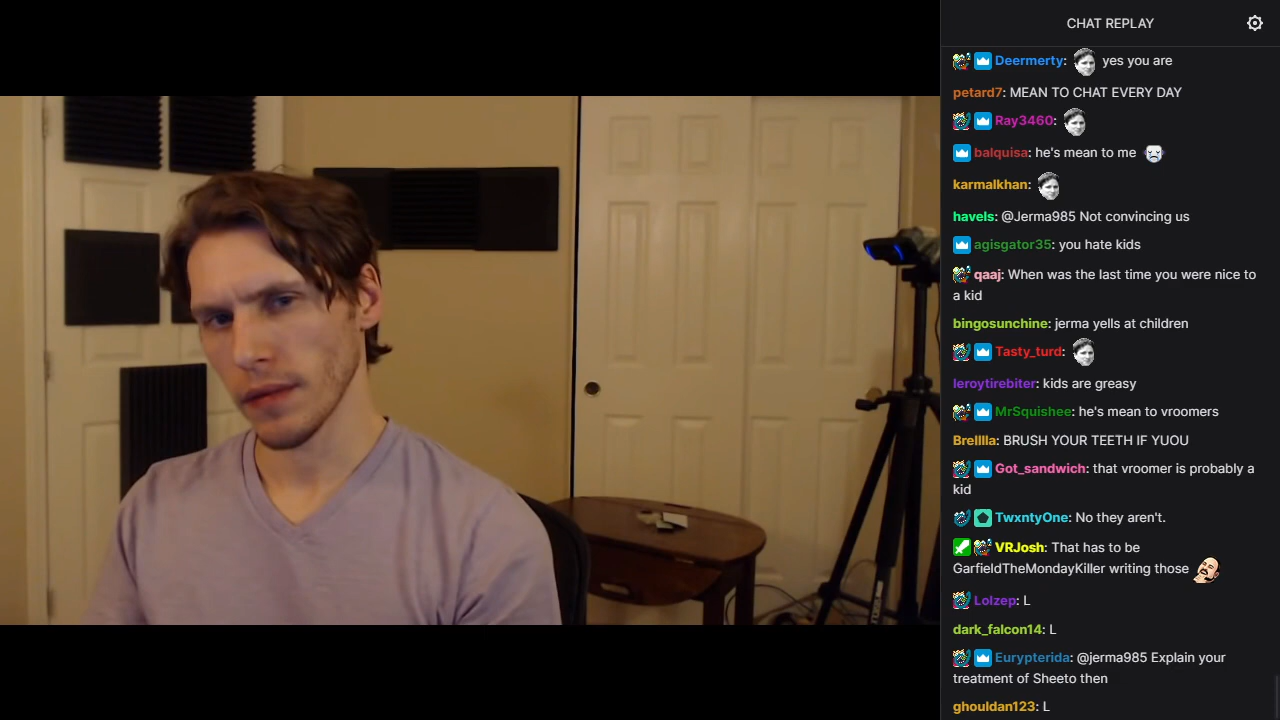 CHAT REPLAY
Deermerty: yes you are
petard7: MEAN TO CHAT EVERY DAY
Ray3460:
balquisa: he's mean to me
karmalkhan:
havels: @Jerma985 Not convincing us
agisgator35: you hate kids
qaaj: When was the last time you were nice to
a kid
bingosunchine: jerma yells at children
Tasty_turd:
leroytirebiter: kids are greasy
MrSquishee: he's mean to vroomers
Brelllla: BRUSH YOUR TEETH IF YUOU
Got_sandwich: that vroomer is probably a
kid
TwxntyOne: No they aren't.
VRJosh: That has to be
GarfieldTheMondayKiller writing those
Lolzep: L
dark_falcon14: L
Eurypterida: @jerma985 Explain your
treatment of Sheeto then
ghouldan123: L